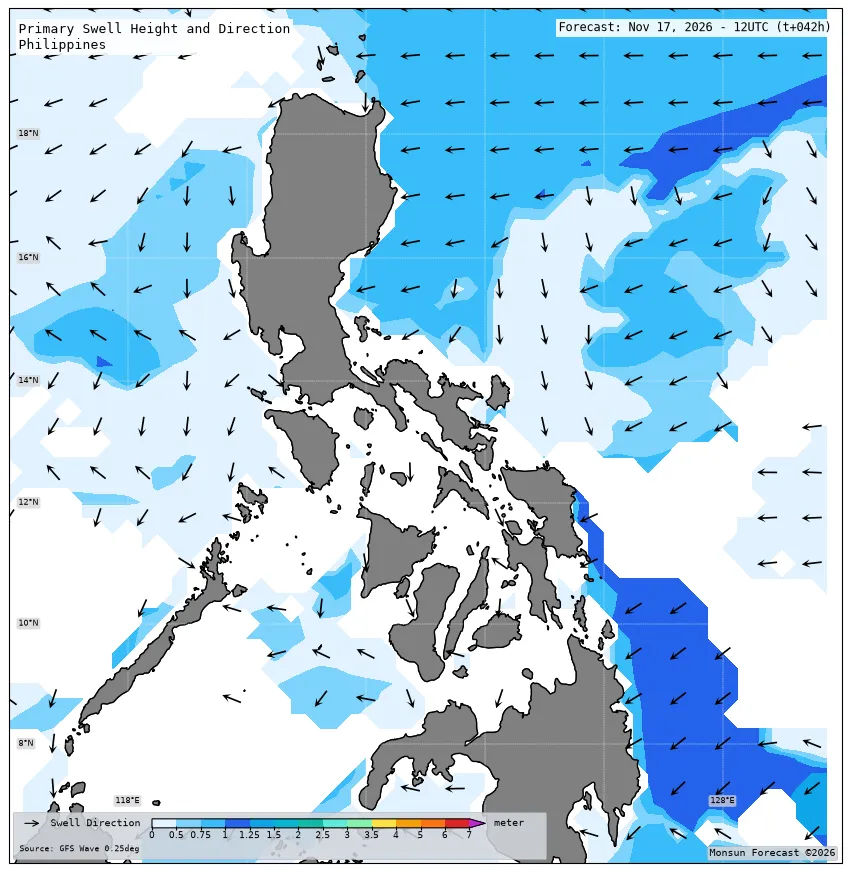 Primary Swell Height and Direction
Philippines
Forecast: Nov 17, 2026 - 12UTC (t+042h)
18°N
16°N
14°N
12°N
10°N
8°N
118°E
128°E
Swell Direction
0 0.5 0.75 1 1.25 1.5 2 2.5 3 3.5 4 5 6 7
meter
Source: GFS Wave 0.25deg
Monsun Forecast ©2026